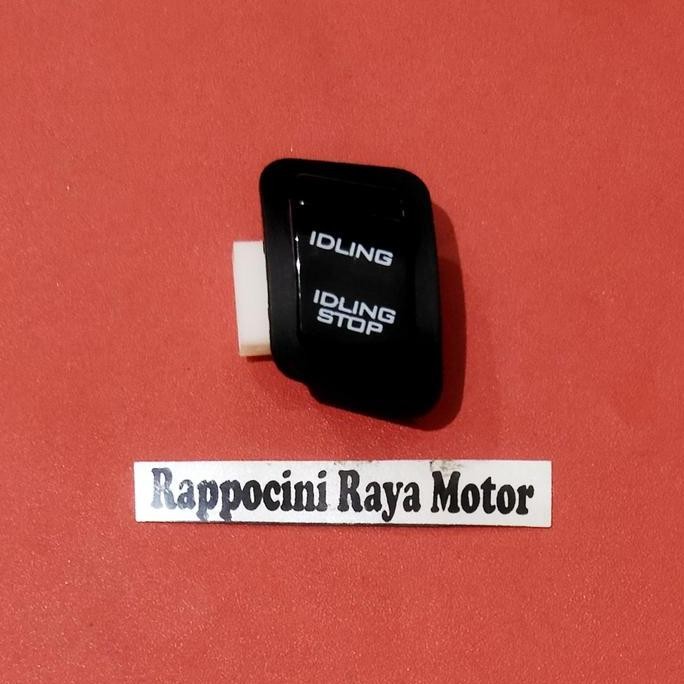 IDLING
IDLING
STOP
Rappocini Raya Motor